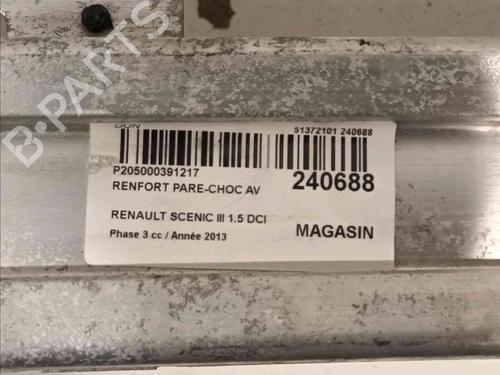 BON
51372101 240688
P205000391217
RENFORT PARE-CHOC AV
240688
RENAULT SCENIC III 1.5 DCI
Phase 3 cc / Année 2013
MAGASIN
B-PARTS